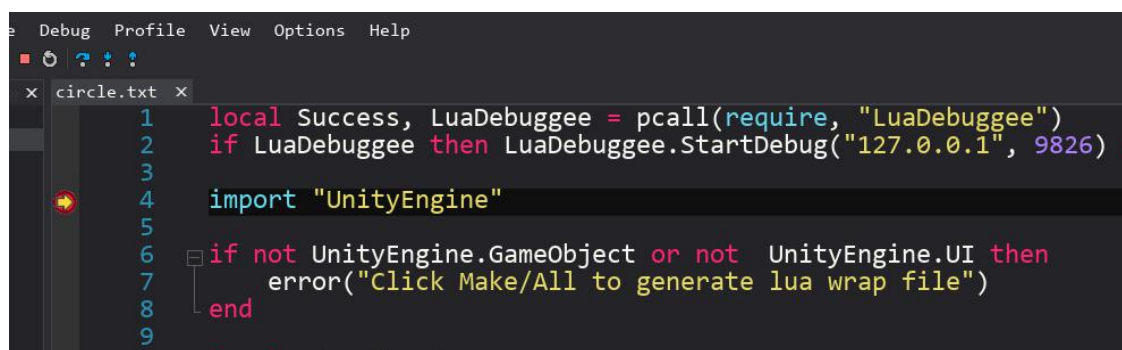 Debug Profile View Options Help
circle.txt
1 local Success, LuaDebuggee = pcall(require, "LuaDebuggee")
2 if LuaDebuggee then LuaDebuggee.StartDebug("127.0.0.1", 9826)
3
4 import "UnityEngine"
5
6 if not UnityEngine.GameObject or not  UnityEngine.UI then
7     error("Click Make/All to generate lua wrap file")
8 end
9